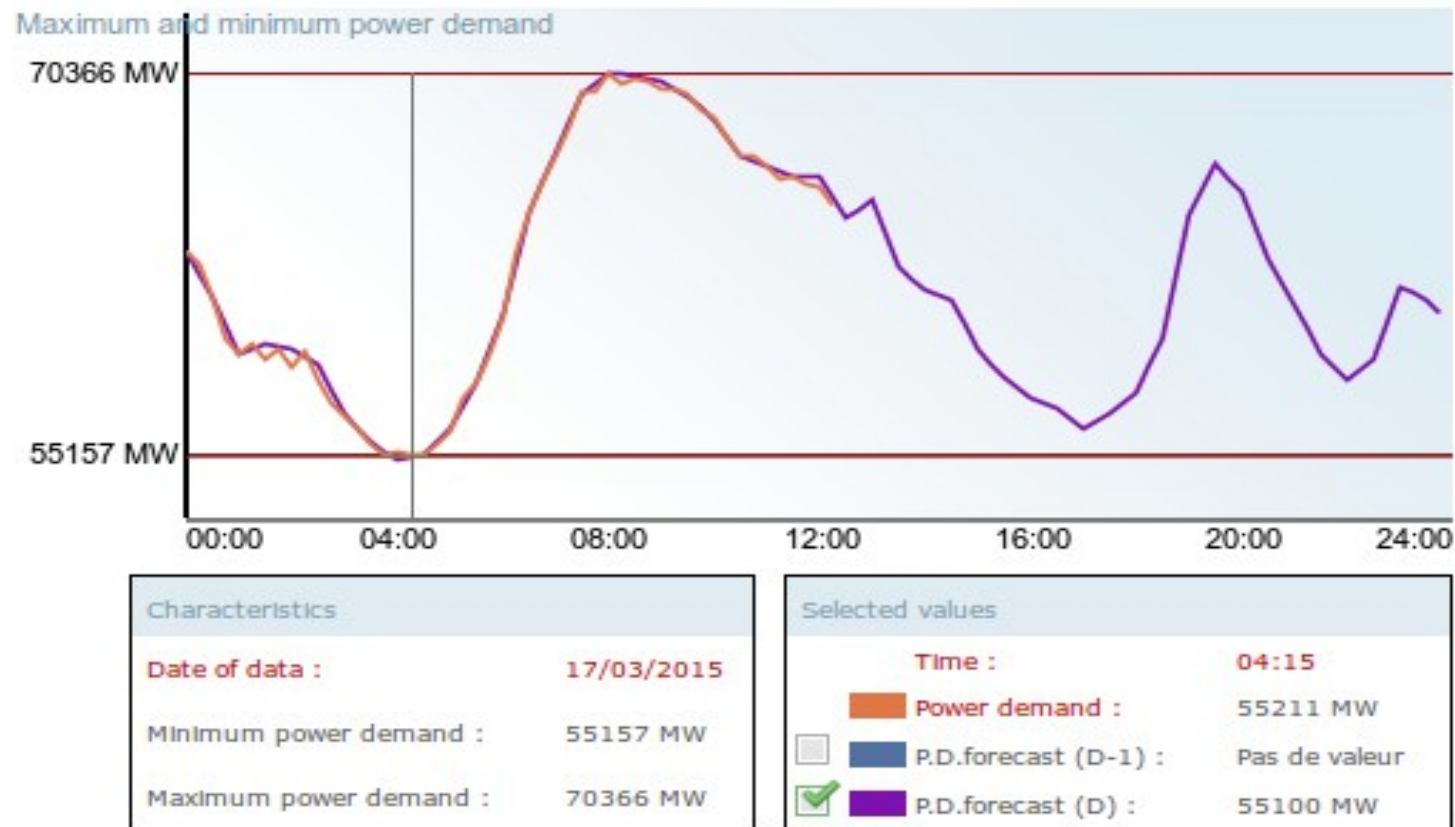 Maximum and minimum power demand
70366 MW
55157 MW
00:00 04:00 08:00 12:00 16:00 20:00 24:00
Characteristics
Date of data : 17/03/2015
Minimum power demand : 55157 MW
Maximum power demand : 70366 MW
Selected values
Time : 04:15
Power demand : 55211 MW
P.D.forecast (D-1) : Pas de valeur
P.D.forecast (D) : 55100 MW